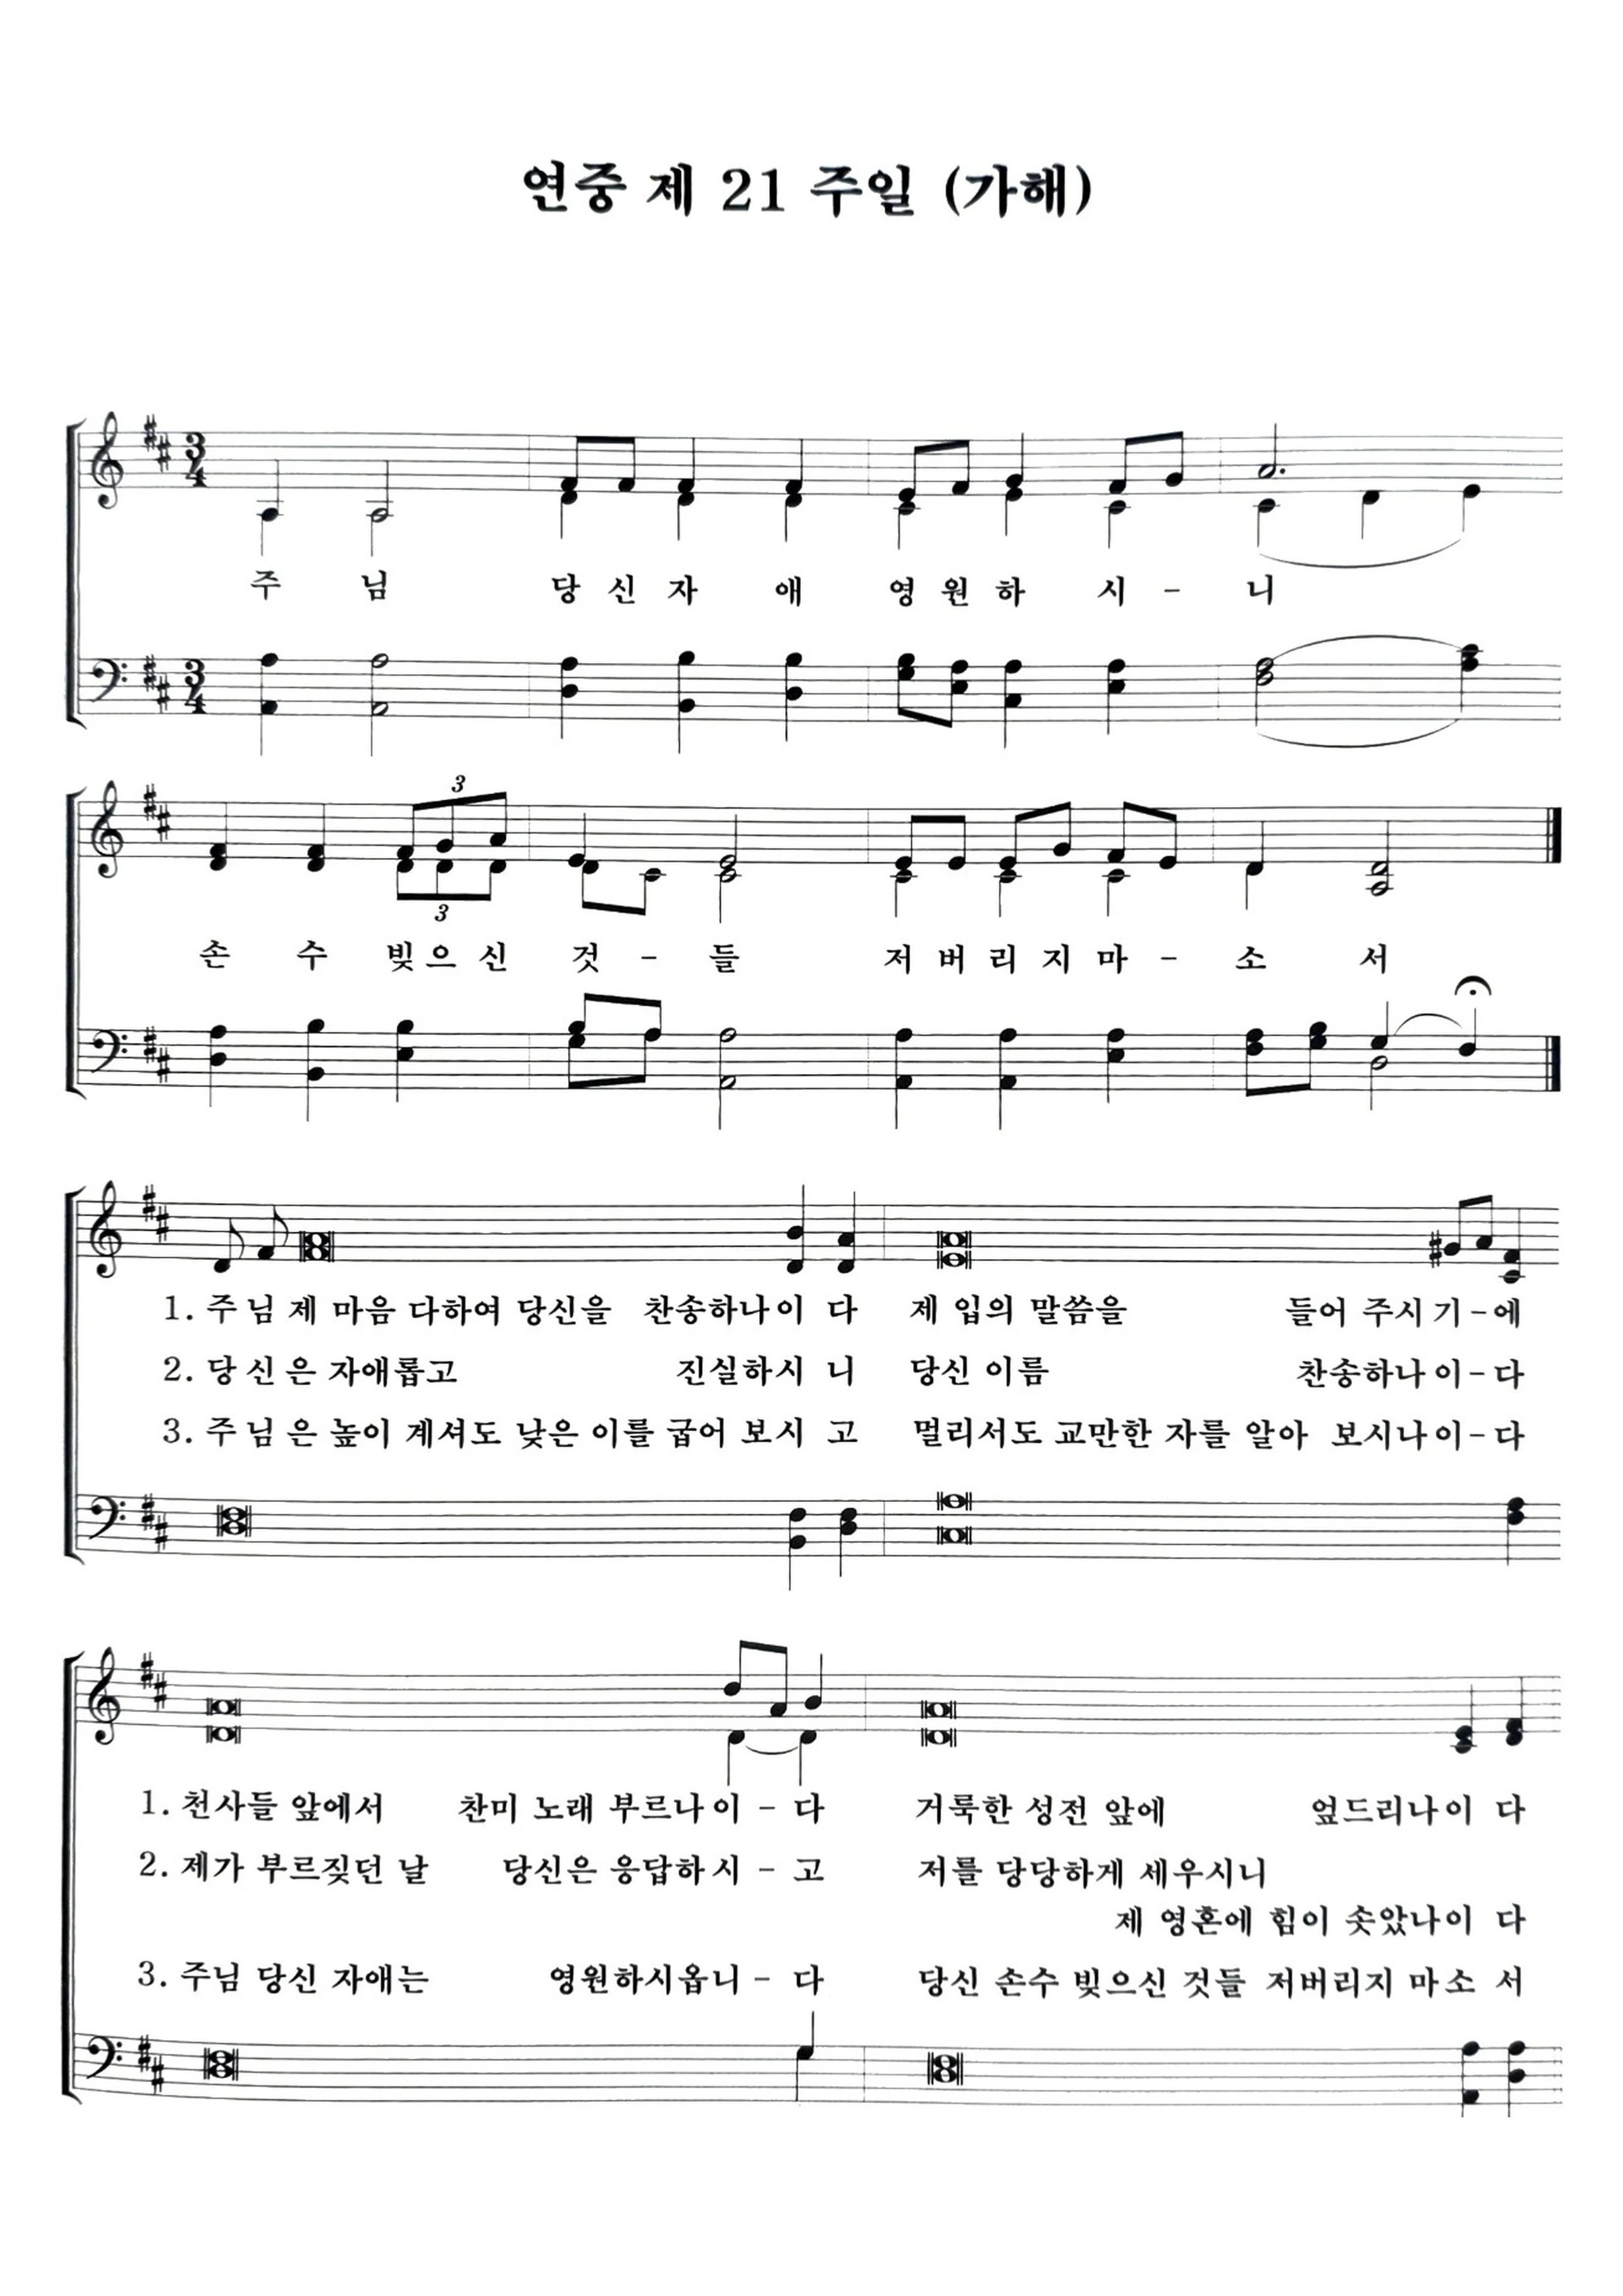 연중 제 21 주일 (가해)
주 님 당 신 자 애 영 원 하 시 - 니
3
손 수 빚 으 신 것 - 들 저 버 리 지 마 - 소 서
3
1. 주 님 제 마음 다하여 당신을 찬송하나이 다 제 입의 말씀을 들어 주시기-에
2. 당 신 은 자애롭고 진실하시 니 당신 이름 찬송하나이-다
3. 주 님 은 높이 계셔도 낮은 이를 굽어 보시 고 멀리서도 교만한 자를 알아 보시나이-다
1. 천사들 앞에서 찬미 노래 부르나이 - 다 거룩한 성전 앞에 엎드리나이 다
2. 제가 부르짖던 날 당신은 응답하시 - 고 저를 당당하게 세우시니
제 영혼에 힘이 솟았나이 다
3. 주님 당신 자애는 영원하시옵니 - 다 당신 손수 빚으신 것들 저버리지 마소 서